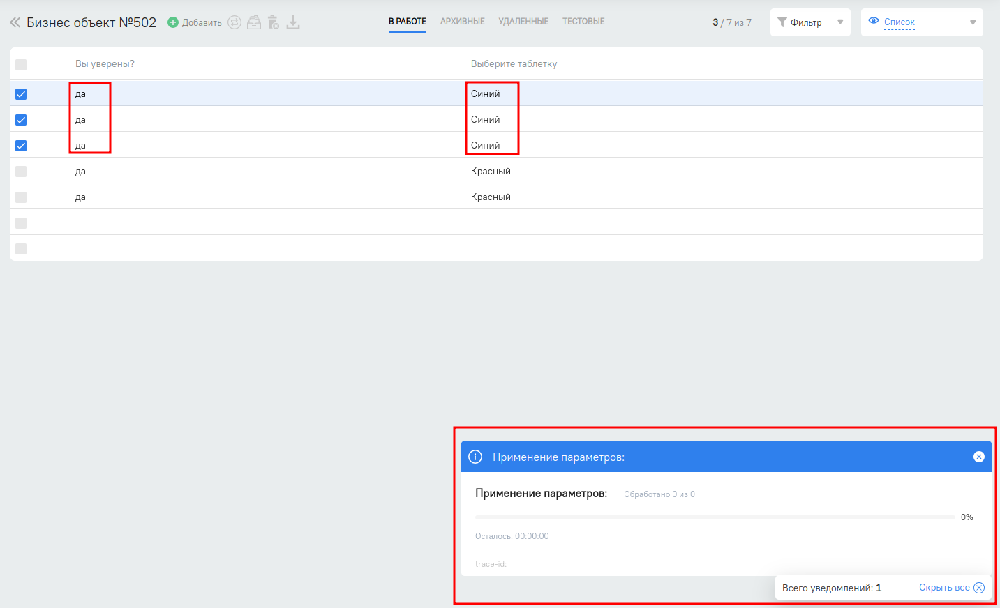 Бизнес объект №502 Добавить В РАБОТЕ АРХИВНЫЕ УДАЛЕННЫЕ ТЕСТОВЫЕ 3 / 7 из 7 Фильтр Список
Вы уверены? Выберите таблетку
да Синий
да Синий
да Синий
да Красный
да Красный
Применение параметров:
Применение параметров: Обработано 0 из 0
0%
Осталось: 00:00:00
trace-id:
Всего уведомлений: 1 Скрыть все